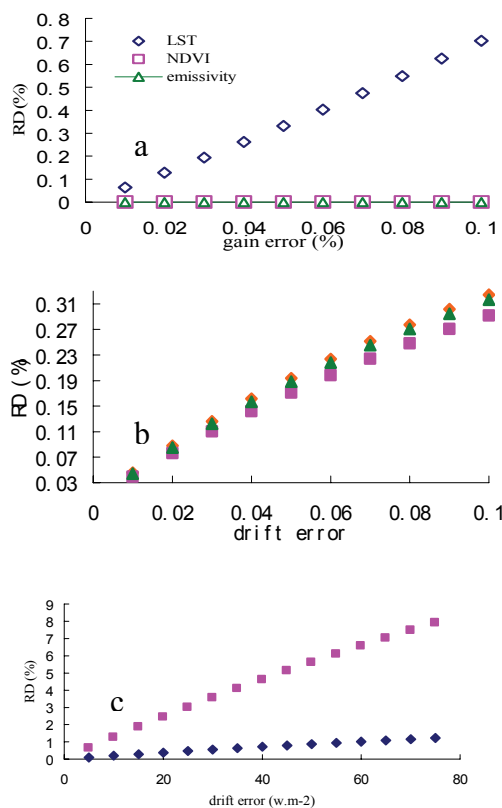 0.8
0.7
0.6
0.5
0.4
0.3
0.2
0.1
0
RD (%)
LST
NDVI
emissivity
a
0 0.02 0.04 0.06 0.08 0.1
gain error (%)
0.31
0.27
0.23
0.19
0.15
0.11
0.07
0.03
RD (%)
b
0 0.02 0.04 0.06 0.08 0.1
drift error
9
8
7
6
5
4
3
2
1
0
RD (%)
c
0 20 40 60 80
drift error (w.m-2)